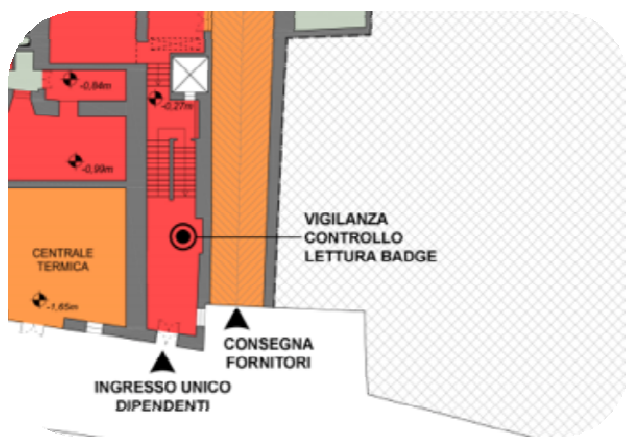 -0,84m
-0,27m
-0,99m
VIGILANZA
CONTROLLO
LETTURA BADGE
CENTRALE
TERMICA
-1,65m
CONSEGNA
FORNITORI
INGRESSO UNICO
DIPENDENTI